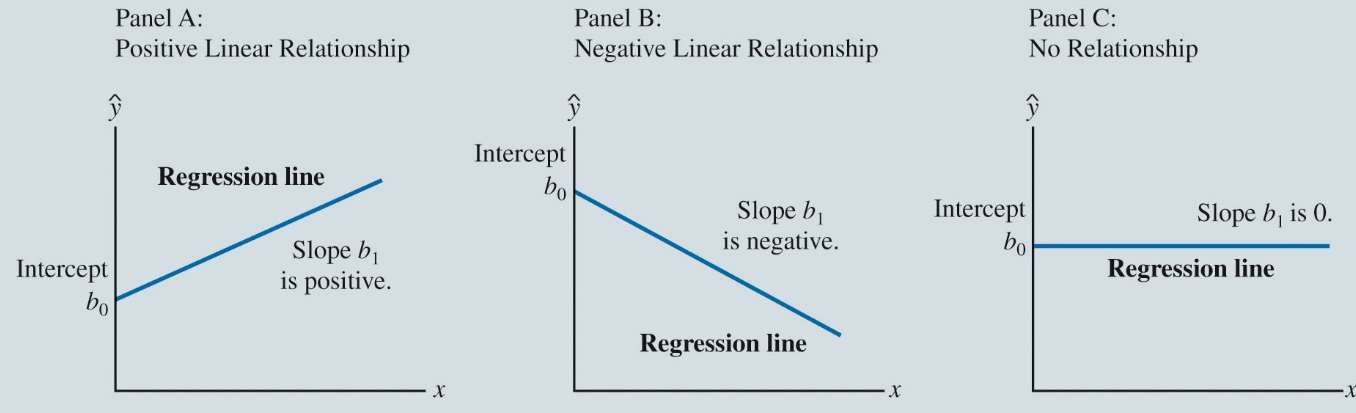 Panel A:
Positive Linear Relationship
ŷ
Regression line
Slope b₁
is positive.
Intercept
b₀
x
Panel B:
Negative Linear Relationship
ŷ
Intercept
b₀
Slope b₁
is negative.
Regression line
x
Panel C:
No Relationship
ŷ
Intercept
b₀
Slope b₁ is 0.
Regression line
x